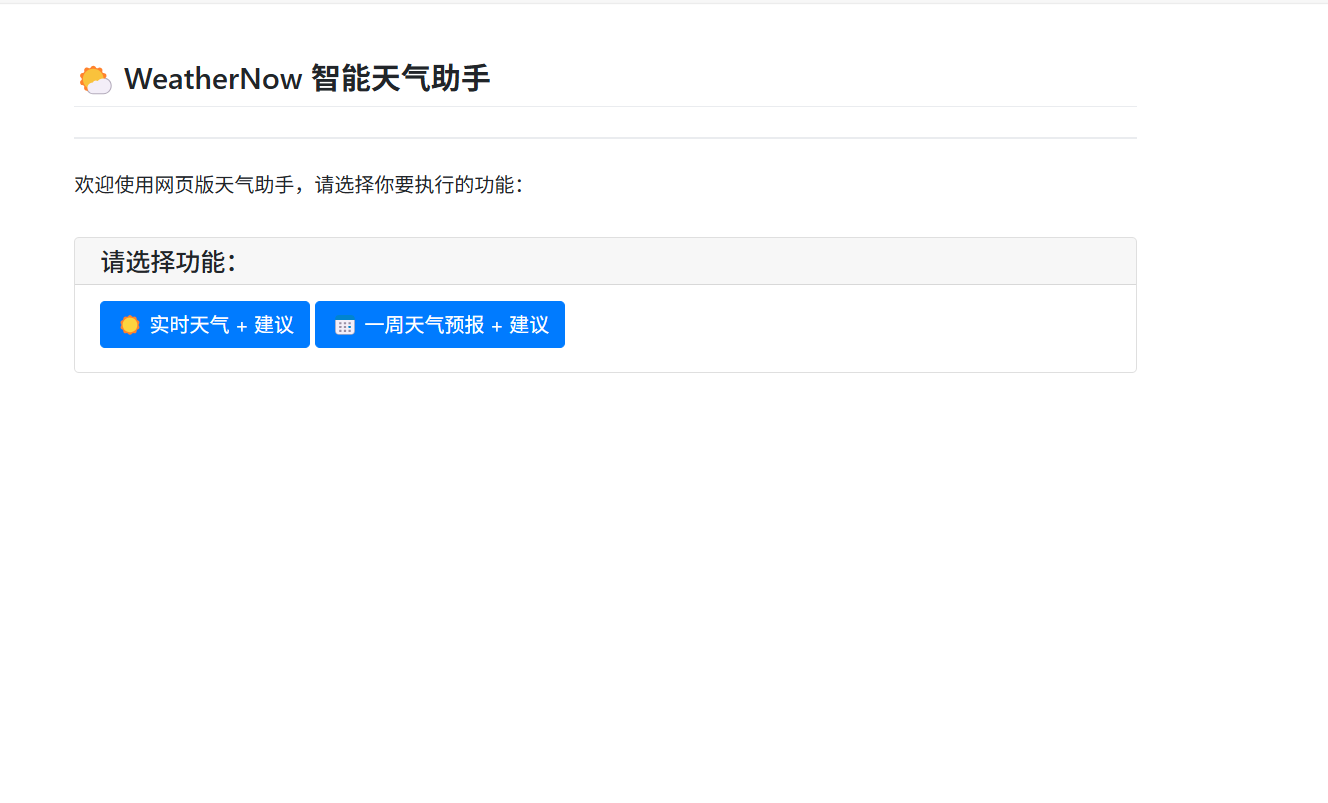 WeatherNow 智能天气助手
欢迎使用网页版天气助手，请选择你要执行的功能：
请选择功能：
实时天气 + 建议
一周天气预报 + 建议